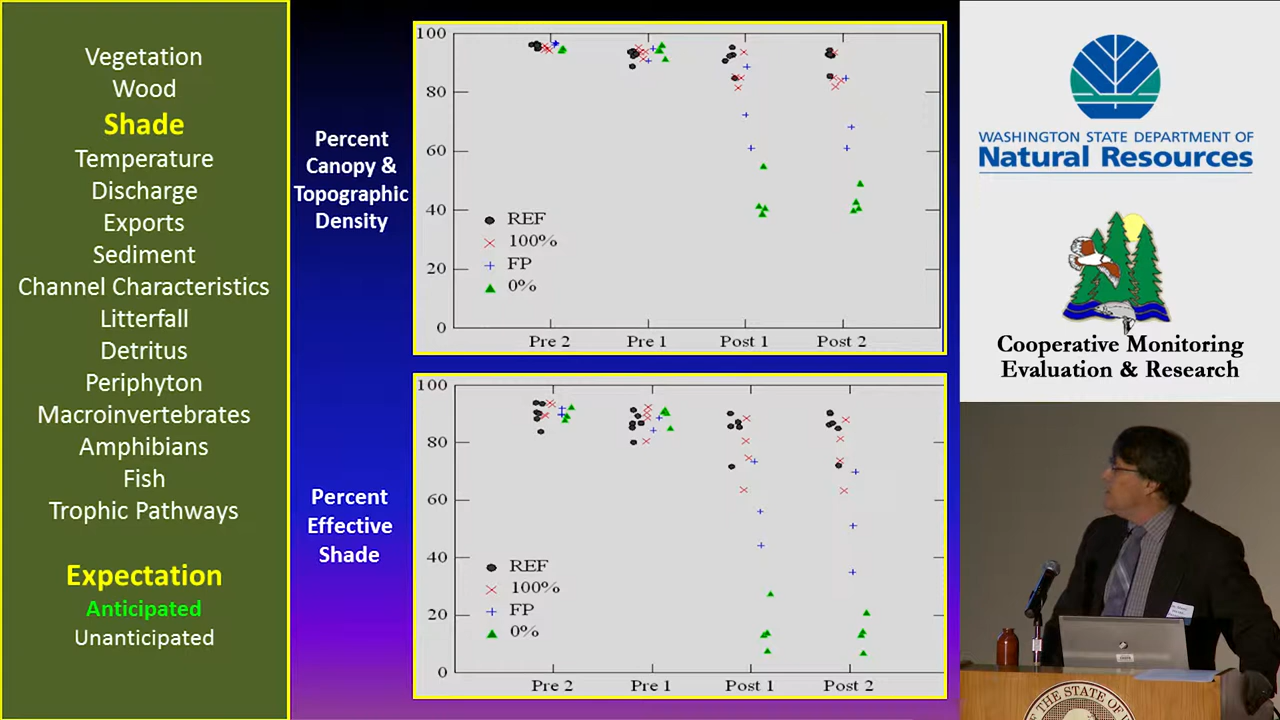 Vegetation
Wood
Shade
Temperature
Discharge
Exports
Sediment
Channel Characteristics
Litterfall
Detritus
Periphyton
Macroinvertebrates
Amphibians
Fish
Trophic Pathways
Expectation
Anticipated
Unanticipated
Percent
Canopy &
Topographic
Density
100
80
60
40
20
0
REF
100%
FP
0%
Pre 2
Pre 1
Post 1
Post 2
Percent
Effective
Shade
100
80
60
40
20
0
REF
100%
FP
0%
Pre 2
Pre 1
Post 1
Post 2
WASHINGTON STATE DEPARTMENT OF
Natural Resources
Cooperative Monitoring
Evaluation & Research
THE STATE OF